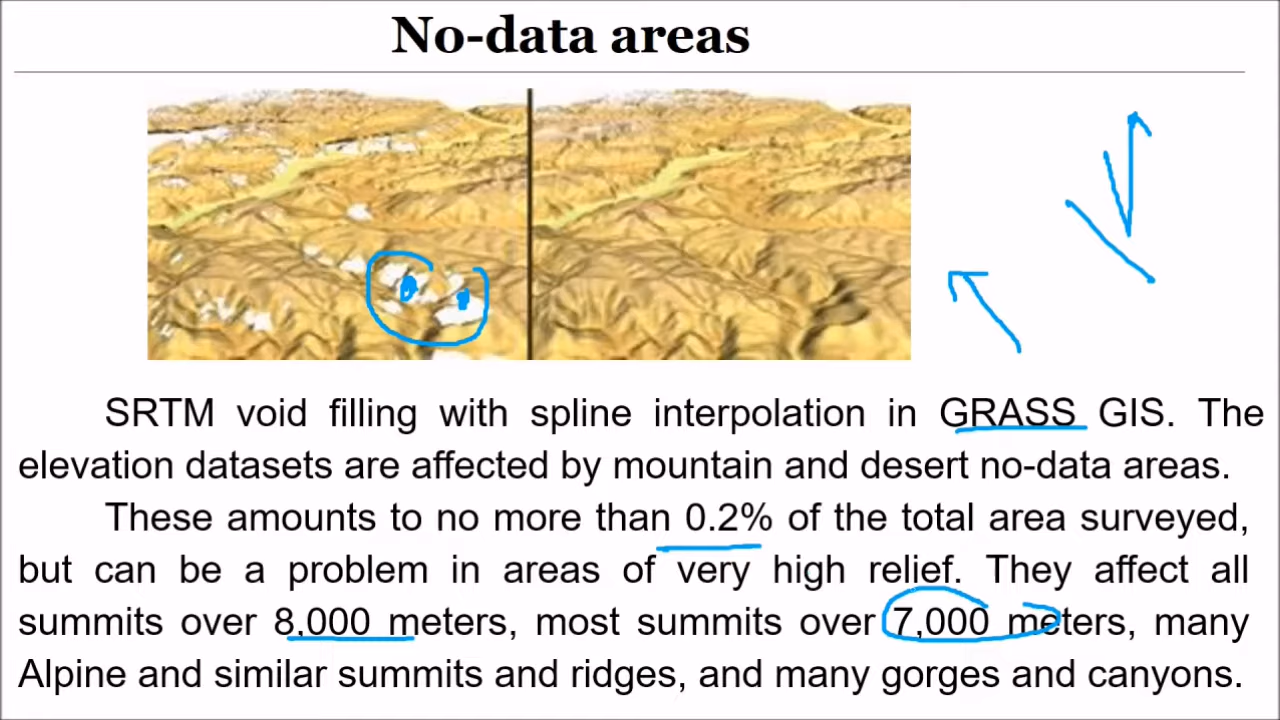 No-data areas
SRTM void filling with spline interpolation in GRASS GIS. The
elevation datasets are affected by mountain and desert no-data areas.
These amounts to no more than 0.2% of the total area surveyed,
but can be a problem in areas of very high relief. They affect all
summits over 8,000 meters, most summits over 7,000 meters, many
Alpine and similar summits and ridges, and many gorges and canyons.